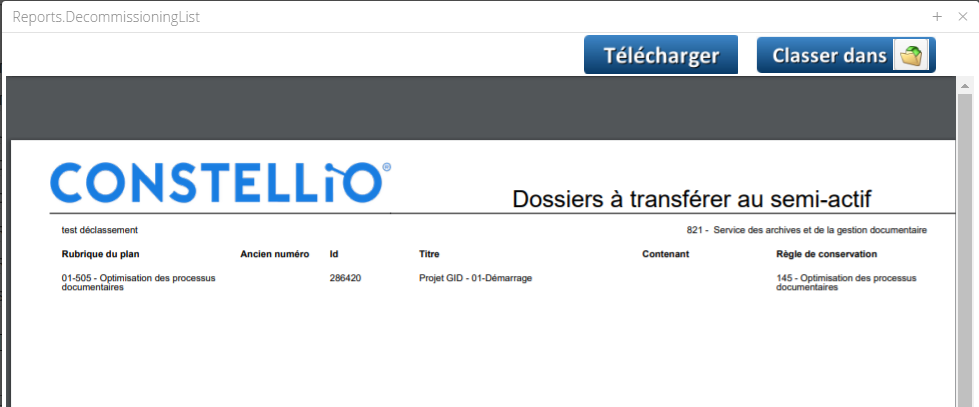 Reports.DecommissioningList
Télécharger
Classer dans
CONSTELLiO®
Dossiers à transférer au semi-actif
test déclassement
821 - Service des archives et de la gestion documentaire
Rubrique du plan Ancien numéro Id Titre Contenant Règle de conservation
01-505 - Optimisation des processus documentaires 286420 Projet GID - 01-Démarrage 145 - Optimisation des processus documentaires